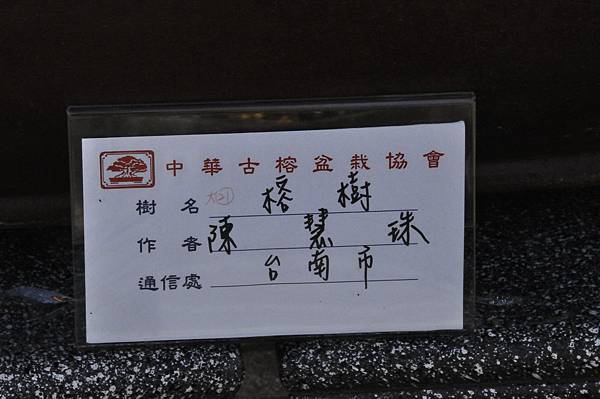 中華古榕盆栽協會
樹名 榕樹
作者 陳慧珠
通信處 台南市